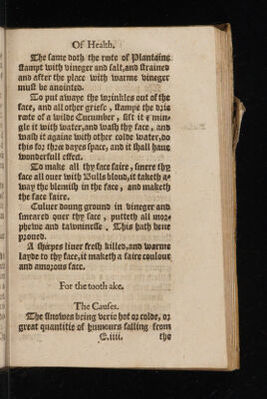 Of Health.
The same doth the roote of Plantaine
stampt with vineger and salt, and strained
and after the place with warme vineger
must be anointed.
To put awaye the wrinkles out of the
face, and all other griefe, stampe the drie
roote of a wilde Cucumber, sift it & min-
gle it with water, and wash thy face, and
wash it againe with other colde water, do
this for three dayes space, and it shall haue
wonderfull effect.
To make all thy face faire, smere thy
face all ouer with Bulls bloud, it taketh a-
way the blemish in the face, and maketh
the face faire.
Culuer doung ground in vineger and
smeared ouer thy face, putteth all mor-
phewe and tawninesse. This hath bene
proued.
A sheepes liuer fresh killed, and warme
layde to thy face, it maketh a faire coulour
and amorous face.
For the tooth ake.
The Causes.
The sinowes being verie hot or colde, or
great quantitie of humours falling from
E.iiii. the